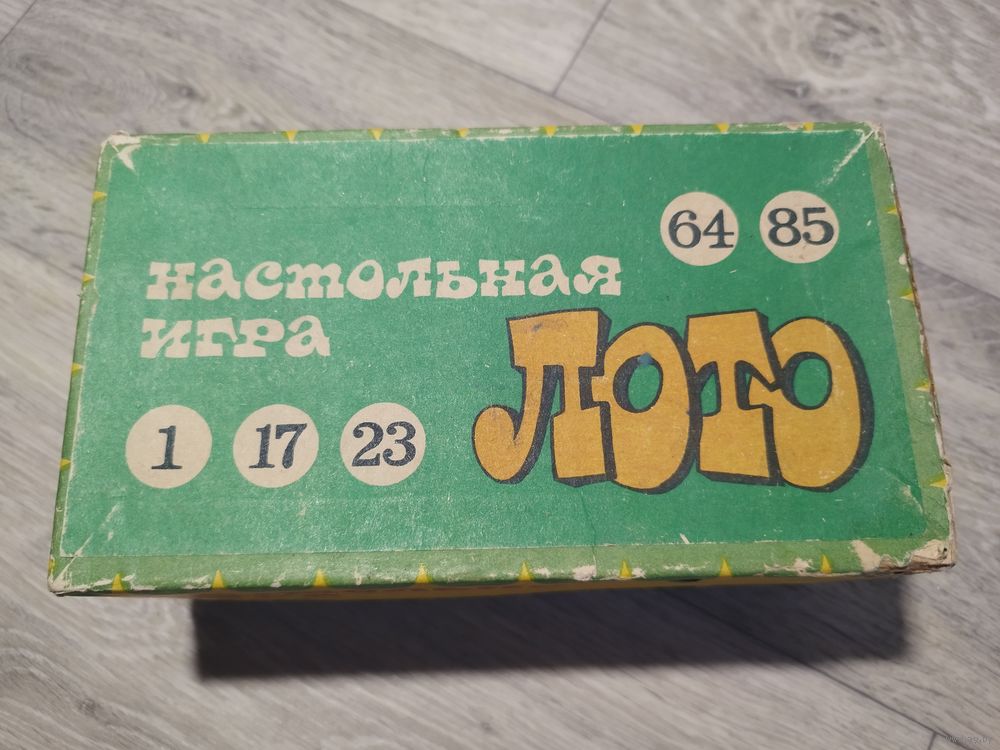 64 85
настольная
игра
ЛОТО
1 17 23